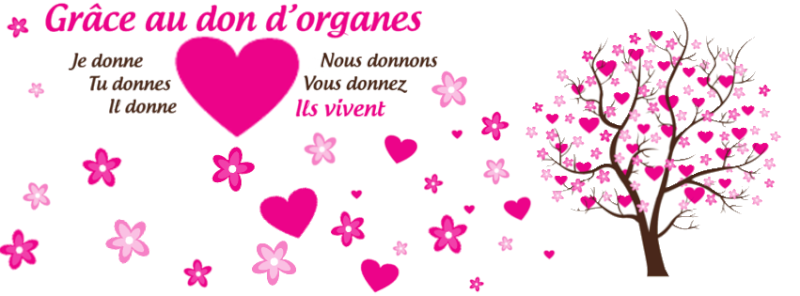 Grâce au don d'organes
Je donne
Tu donnes
Il donne
Nous donnons
Vous donnez
Ils vivent